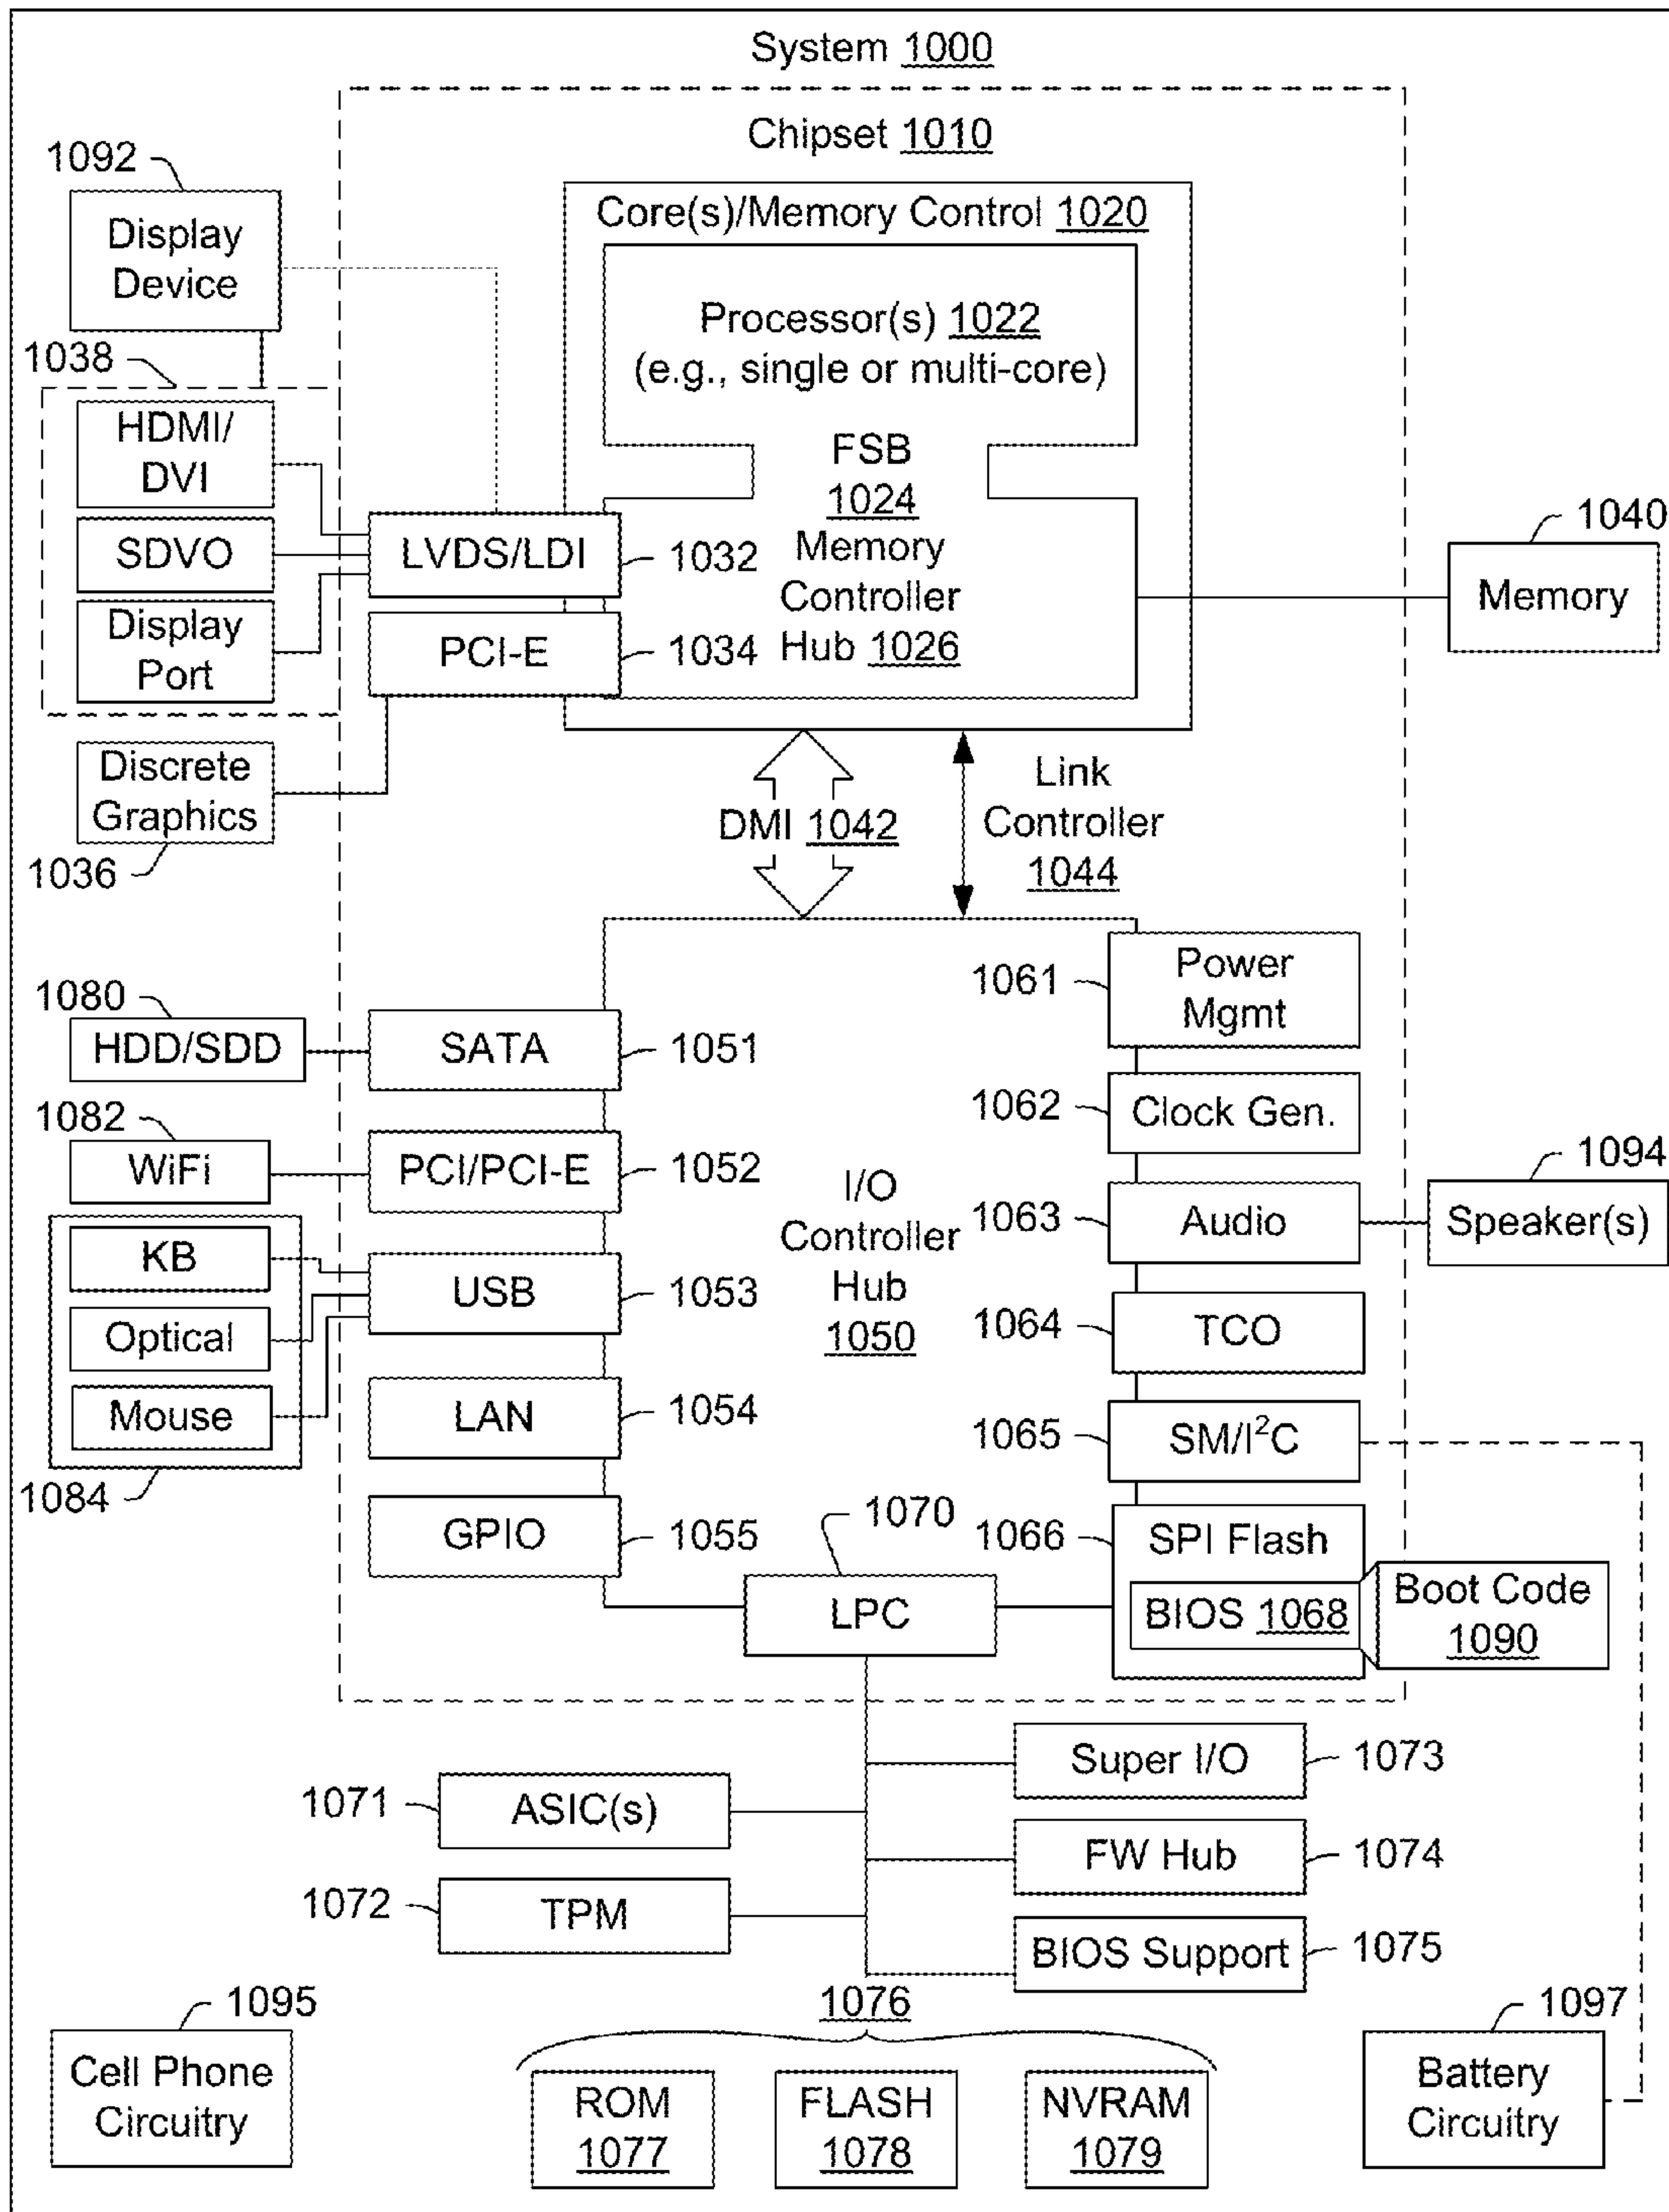 System 1000
Chipset 1010
1092
Display
Device
Core(s)/Memory Control 1020
Processor(s) 1022
(e.g., single or multi-core)
1038
HDMI/
DVI
SDVO
Display
Port
FSB
1024
Memory
Controller
Hub 1026
LVDS/LDI
1032
PCI-E
1034
1040
Memory
Discrete
Graphics
1036
DMI 1042
Link
Controller
1044
1080
HDD/SDD
SATA
1051
1061
Power
Mgmt
1082
WiFi
PCI/PCI-E
1052
1062
Clock Gen.
I/O
Controller
Hub
1050
1063
Audio
1094
Speaker(s)
KB
Optical
Mouse
1084
USB
1053
1064
TCO
LAN
1054
1065
SM/I²C
GPIO
1055
1070
LPC
1066
SPI Flash
BIOS 1068
Boot Code
1090
Super I/O
1073
1071
ASIC(s)
FW Hub
1074
1072
TPM
BIOS Support
1075
1095
Cell Phone
Circuitry
1076
ROM
1077
FLASH
1078
NVRAM
1079
1097
Battery
Circuitry